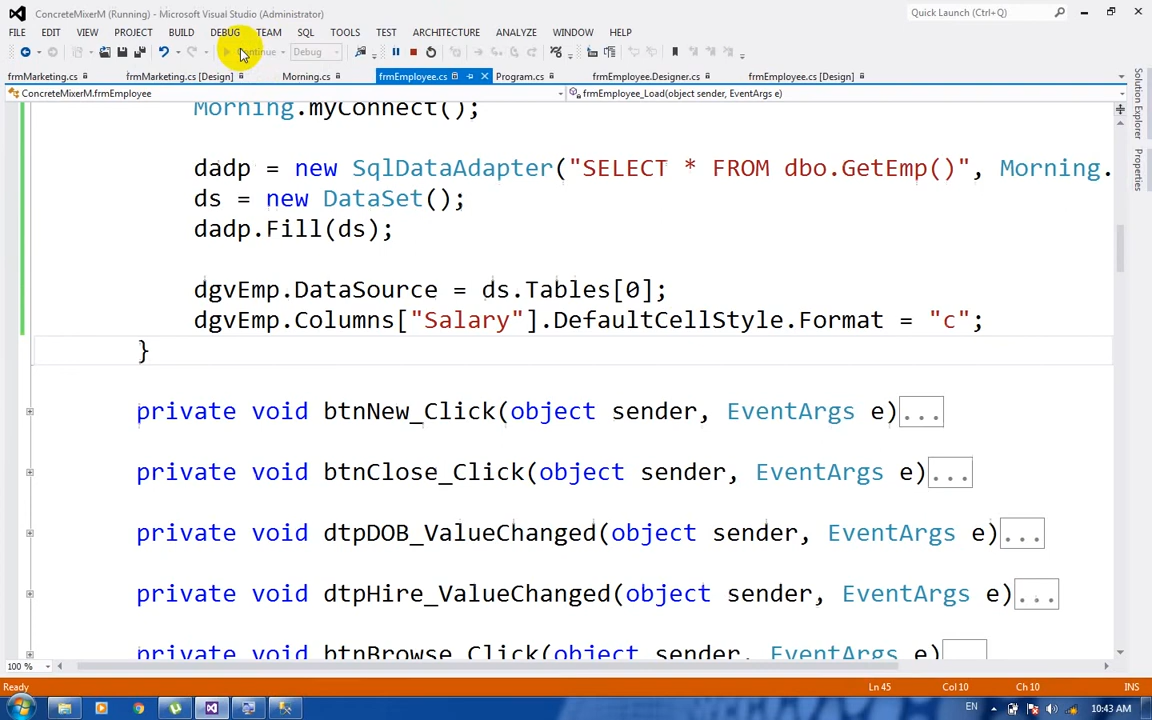 ConcreteMixerM (Running) - Microsoft Visual Studio (Administrator)
Quick Launch (Ctrl+Q)
FILE EDIT VIEW PROJECT BUILD DEBUG TEAM SQL TOOLS TEST ARCHITECTURE ANALYZE WINDOW HELP
Continue Debug
frmMarketing.cs frmMarketing.cs [Design] Morning.cs frmEmployee.cs Program.cs frmEmployee.Designer.cs frmEmployee.cs [Design]
ConcreteMixerM.frmEmployee frmEmployee_Load(object sender, EventArgs e)
Morning.myConnect();
dadp = new SqlDataAdapter("SELECT * FROM dbo.GetEmp()", Morning.
ds = new DataSet();
dadp.Fill(ds);
dgvEmp.DataSource = ds.Tables[0];
dgvEmp.Columns["Salary"].DefaultCellStyle.Format = "c";
}
private void btnNew_Click(object sender, EventArgs e)...
private void btnClose_Click(object sender, EventArgs e)...
private void dtpDOB_ValueChanged(object sender, EventArgs e)...
private void dtpHire_ValueChanged(object sender, EventArgs e)...
private void btnBrowse_Click(object sender, EventArgs e)
100 %
Ready Ln 45 Col 10 Ch 10 INS
EN 10:43 AM
Solution Explorer
Properties